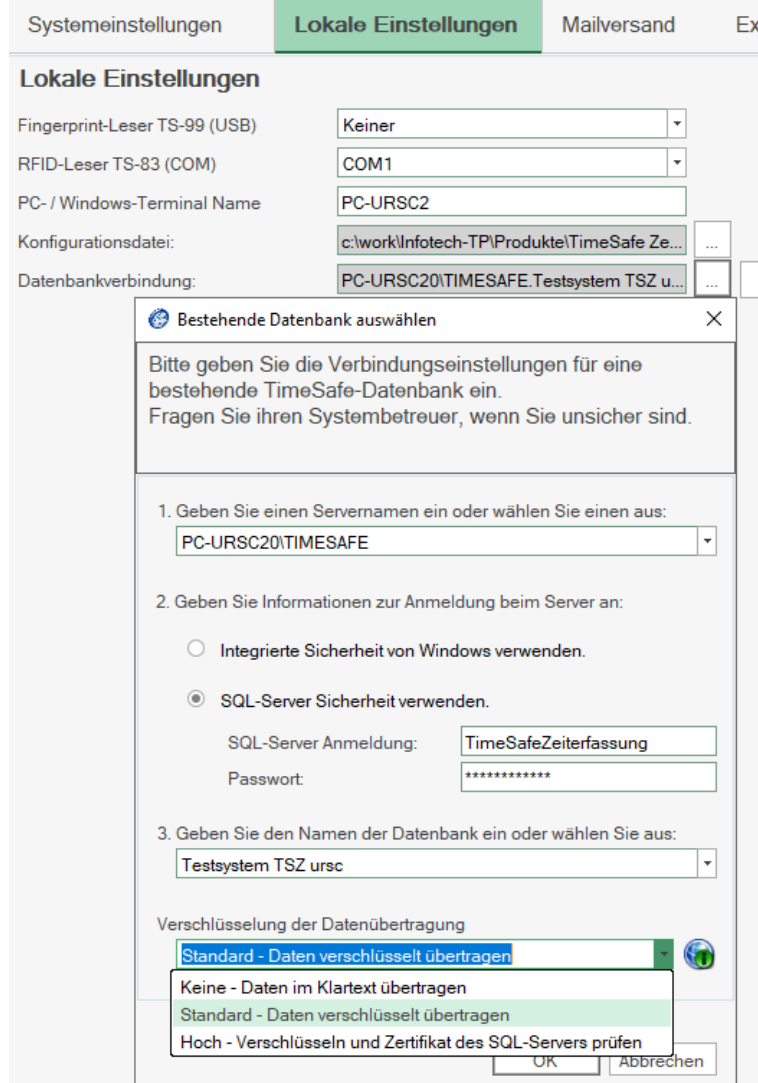 Systemeinstellungen Lokale Einstellungen Mailversand Ex
Lokale Einstellungen
Fingerprint-Leser TS-99 (USB) Keiner
RFID-Leser TS-83 (COM) COM1
PC- / Windows-Terminal Name PC-URSC2
Konfigurationsdatei: c:\work\Infotech-TP\Produkte\TimeSafe Ze... ...
Datenbankverbindung: PC-URSC20\TIMESAFE.Testsystem TSZ u... ...
Bestehende Datenbank auswählen
Bitte geben Sie die Verbindungseinstellungen für eine
bestehende TimeSafe-Datenbank ein.
Fragen Sie ihren Systembetreuer, wenn Sie unsicher sind.
1. Geben Sie einen Servernamen ein oder wählen Sie einen aus:
PC-URSC20\TIMESAFE
2. Geben Sie Informationen zur Anmeldung beim Server an:
Integrierte Sicherheit von Windows verwenden.
SQL-Server Sicherheit verwenden.
SQL-Server Anmeldung: TimeSafeZeiterfassung
Passwort: ************
3. Geben Sie den Namen der Datenbank ein oder wählen Sie aus:
Testsystem TSZ ursc
Verschlüsselung der Datenübertragung
Standard - Daten verschlüsselt übertragen
Keine - Daten im Klartext übertragen
Standard - Daten verschlüsselt übertragen
Hoch - Verschlüsseln und Zertifikat des SQL-Servers prüfen
OK Abbrechen